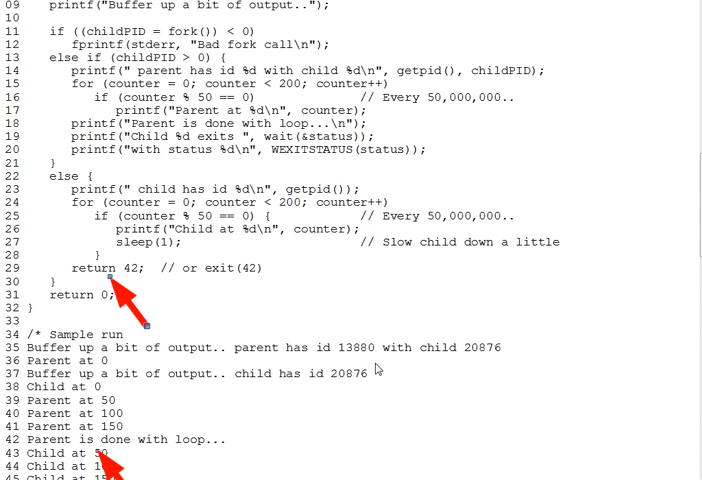 09   printf("Buffer up a bit of output..");
10
11   if ((childPID = fork()) < 0)
12      fprintf(stderr, "Bad fork call\n");
13   else if (childPID > 0) {
14      printf(" parent has id %d with child %d\n", getpid(), childPID);
15      for (counter = 0; counter < 200; counter++)
16         if (counter % 50 == 0)             // Every 50,000,000..
17            printf("Parent at %d\n", counter);
18      printf("Parent is done with loop...\n");
19      printf("Child %d exits ", wait(&status));
20      printf("with status %d\n", WEXITSTATUS(status));
21   }
22   else {
23      printf(" child has id %d\n", getpid());
24      for (counter = 0; counter < 200; counter++)
25         if (counter % 50 == 0) {           // Every 50,000,000..
26            printf("Child at %d\n", counter);
27            sleep(1);                       // Slow child down a little
28         }
29      return 42;  // or exit(42)
30   }
31   return 0;
32 }
33
34 /* Sample run
35 Buffer up a bit of output.. parent has id 13880 with child 20876
36 Parent at 0
37 Buffer up a bit of output.. child has id 20876
38 Child at 0
39 Parent at 50
40 Parent at 100
41 Parent at 150
42 Parent is done with loop...
43 Child at 50
44 Child at
45 Child at